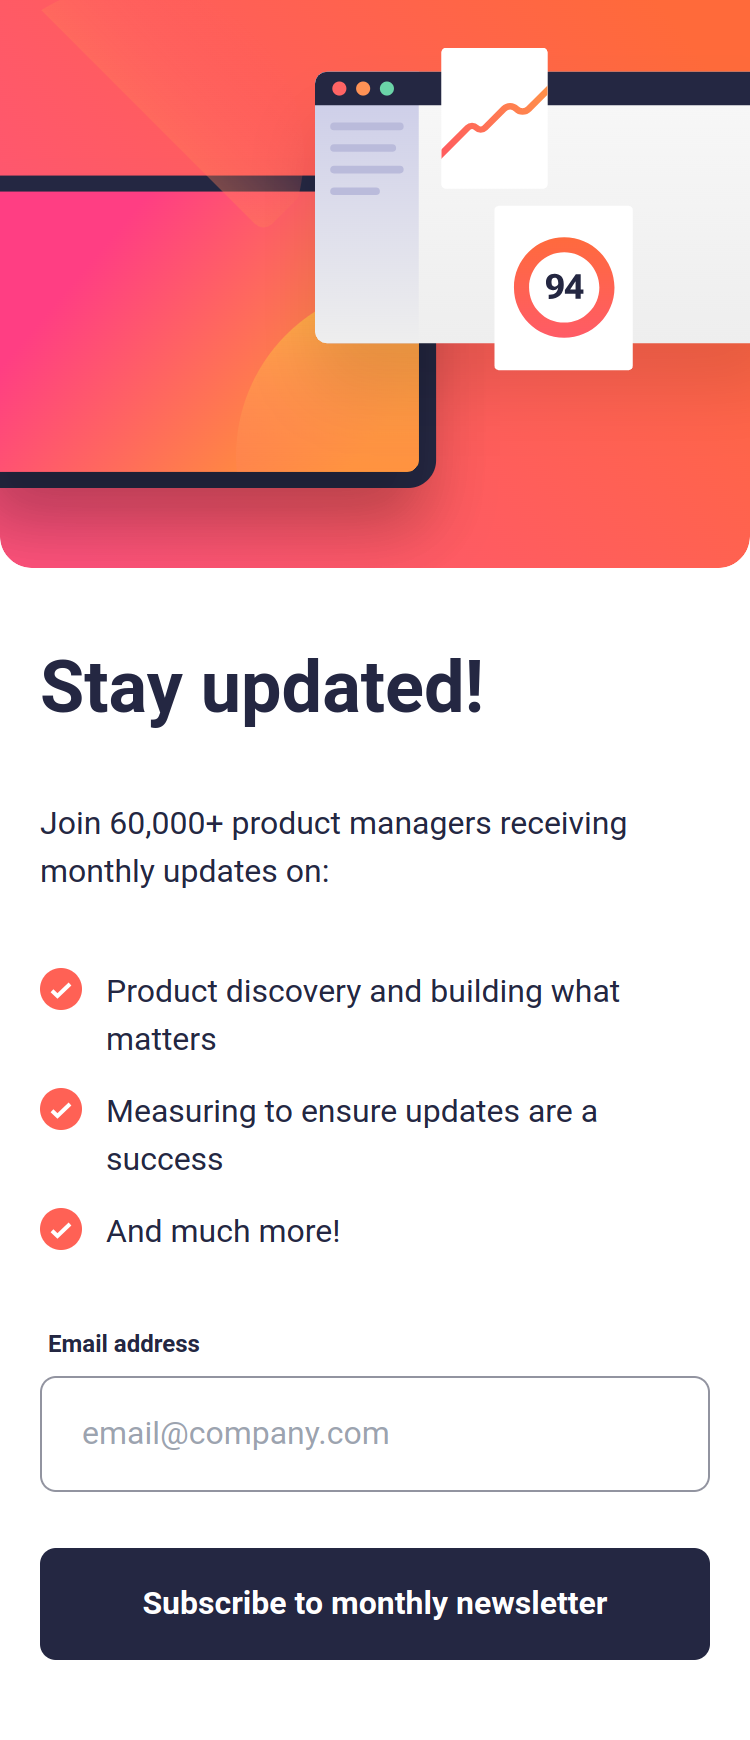 94
Stay updated!
Join 60,000+ product managers receiving
monthly updates on:
Product discovery and building what
matters
Measuring to ensure updates are a
success
And much more!
Email address
email@company.com
Subscribe to monthly newsletter